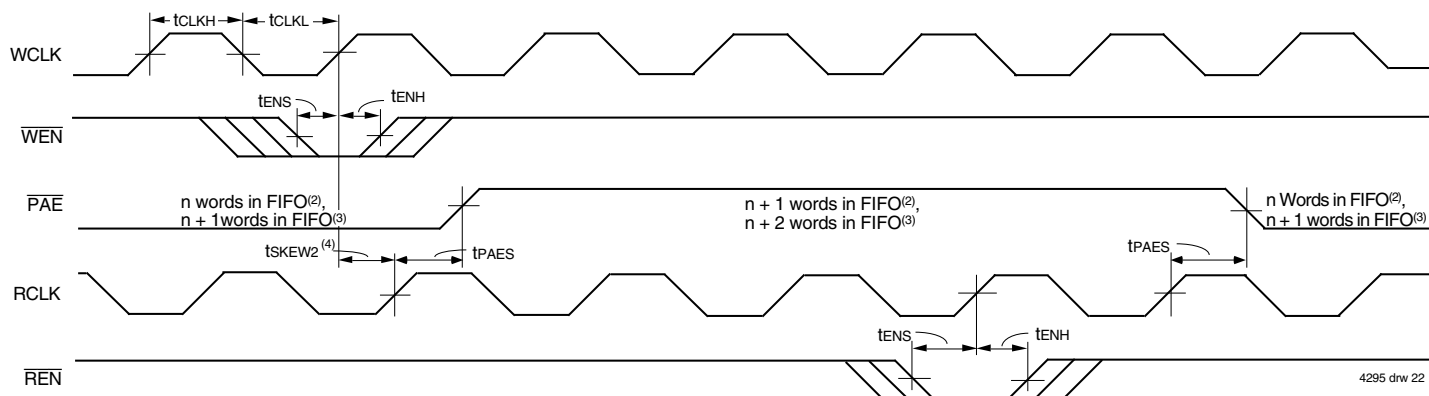 tCLKH
tCLKL
WCLK
tENS
tENH
WEN
PAE
n words in FIFO(2),
n + 1words in FIFO(3)
n + 1 words in FIFO(2),
n + 2 words in FIFO(3)
n Words in FIFO(2),
n + 1 words in FIFO(3)
tSKEW2 (4)
tPAES
tPAES
RCLK
tENS
tENH
REN
4295 drw 22